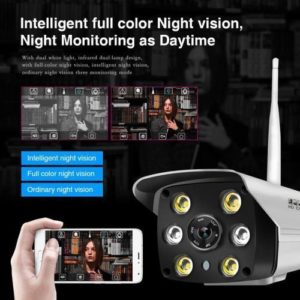 Intelligent full color Night vision,
Night Monitoring as Daytime
With dual white light, infrared dual-lamp design,
with full-color night vision, intelligent night vision,
ordinary night vision three monitoring mode
Intelligent night vision
Full color night vision
Ordinary night vision